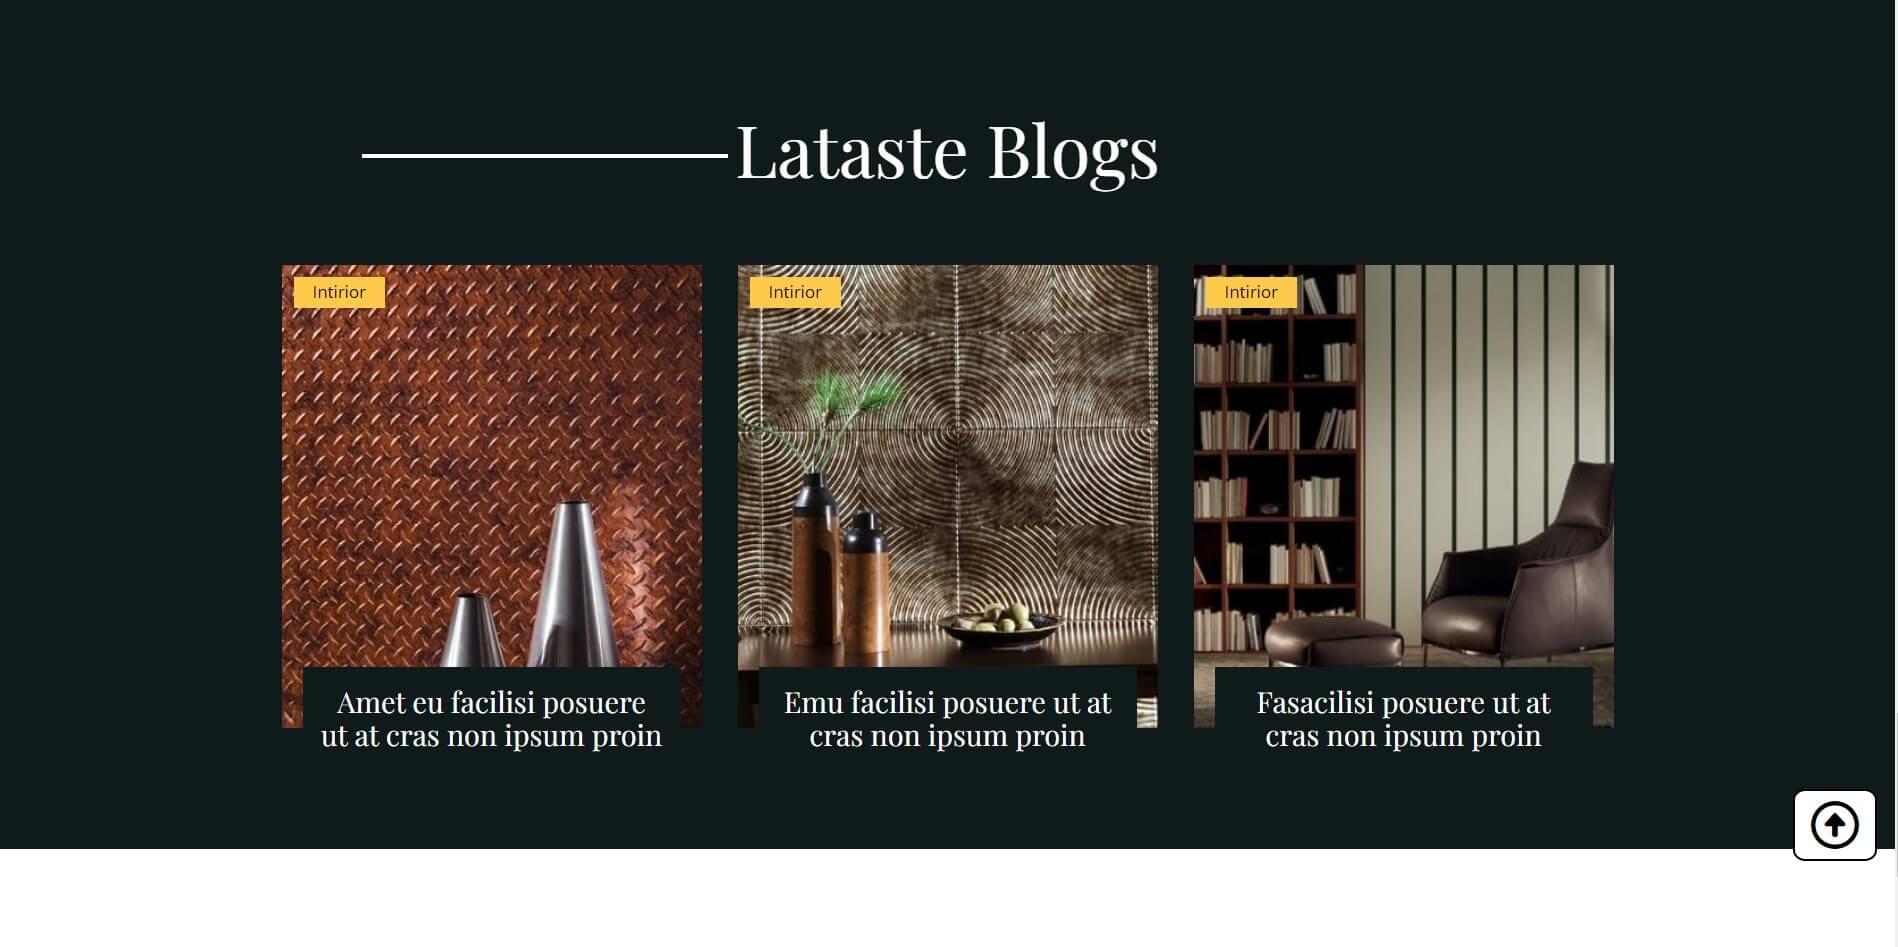 Lataste Blogs
Intirior
Amet eu facilisi posuere
ut at cras non ipsum proin
Intirior
Emu facilisi posuere ut at
cras non ipsum proin
Intirior
Fasacilisi posuere ut at
cras non ipsum proin